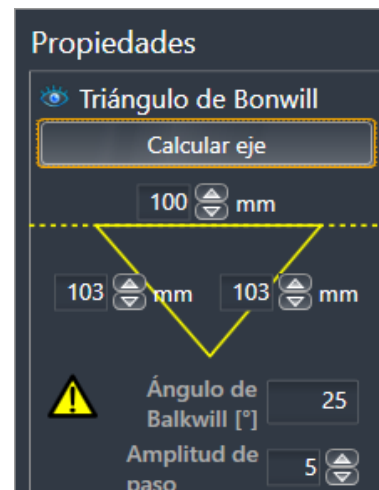 Propiedades
Triángulo de Bonwill
Calcular eje
100 mm
103 mm 103 mm
Ángulo de
Balkwill [°] 25
Amplitud de
paso 5